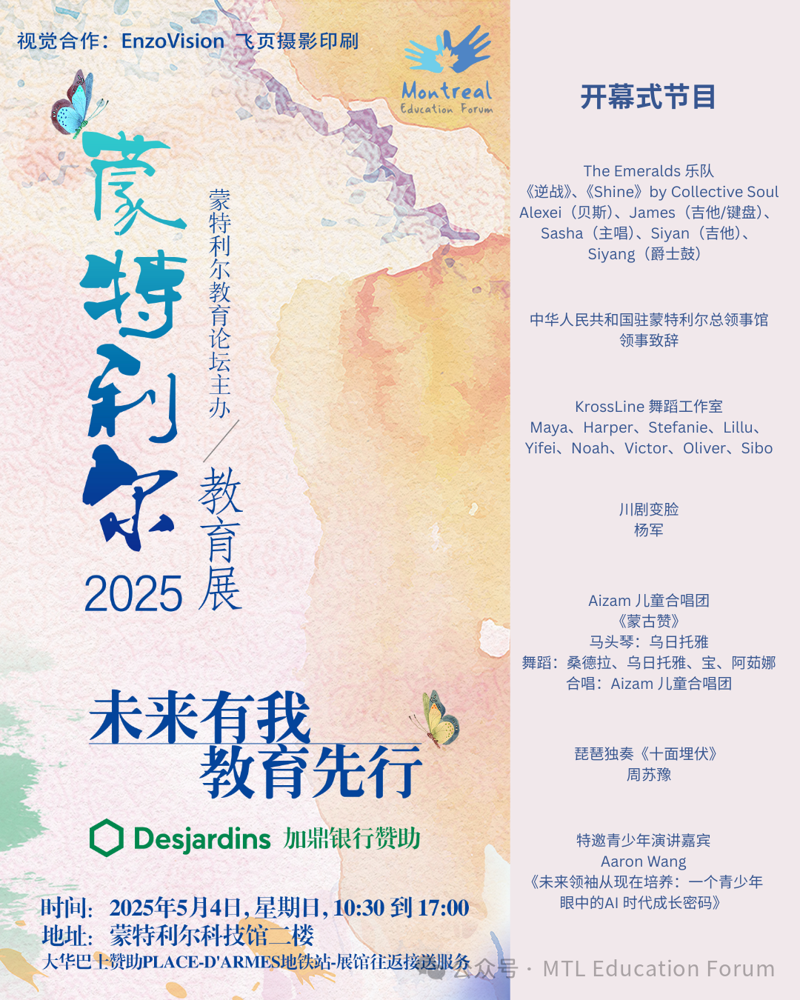 视觉合作：EnzoVision 飞页摄影印刷
Montreal
Education Forum
蒙特利尔
2025
蒙特利尔教育论坛主办
教育展
未来有我
教育先行
Desjardins 加鼎银行赞助
时间：2025年5月4日, 星期日, 10:30 到 17:00
地址：蒙特利尔科技馆二楼
大华巴士赞助PLACE-D'ARMES地铁站-展馆往返接送服务
开幕式节目
The Emeralds 乐队
《逆战》、《Shine》by Collective Soul
Alexei（贝斯）、James（吉他/键盘）、
Sasha（主唱）、Siyan（吉他）、
Siyang（爵士鼓）
中华人民共和国驻蒙特利尔总领事馆
领事致辞
KrossLine 舞蹈工作室
Maya、Harper、Stefanie、Lillu、
Yifei、Noah、Victor、Oliver、Sibo
川剧变脸
杨军
Aizam 儿童合唱团
《蒙古赞》
马头琴：乌日托雅
舞蹈：桑德拉、乌日托雅、宝、阿茹娜
合唱：Aizam 儿童合唱团
琵琶独奏《十面埋伏》
周苏豫
特邀青少年演讲嘉宾
Aaron Wang
《未来领袖从现在培养：一个青少年
眼中的AI 时代成长密码》
公众号 · MTL Education Forum